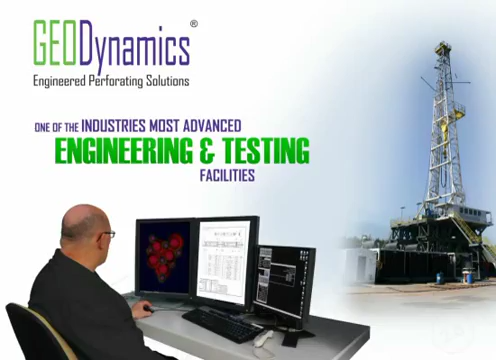 GEODynamics®
Engineered Perforating Solutions
ONE OF THE INDUSTRIES MOST ADVANCED
ENGINEERING & TESTING
FACILITIES